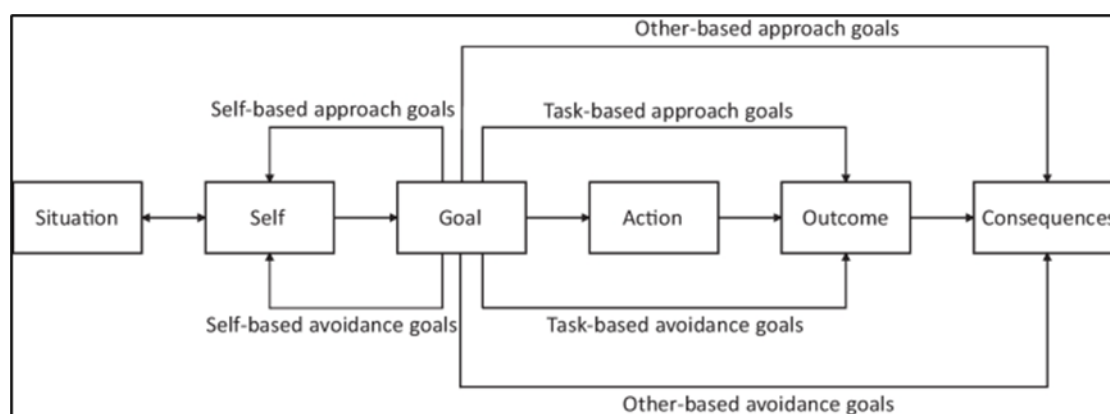 Other-based approach goals
Self-based approach goals
Task-based approach goals
Situation
Self
Goal
Action
Outcome
Consequences
Self-based avoidance goals
Task-based avoidance goals
Other-based avoidance goals